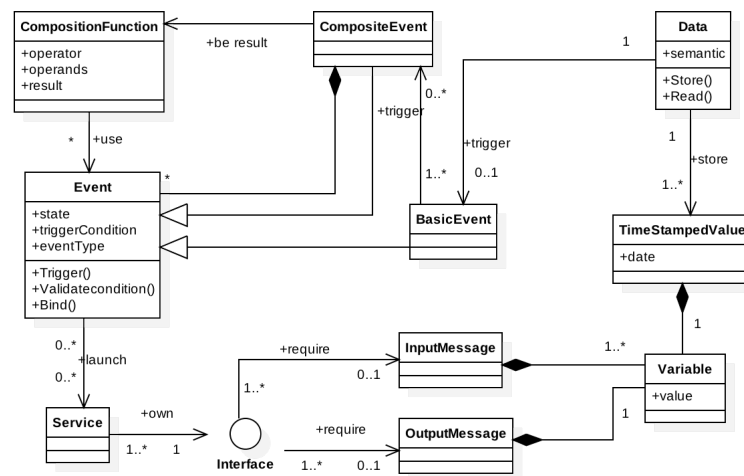 CompositionFunction
+operator
+operands
+result
+be result
CompositeEvent
Data
+semantic
+Store()
+Read()
1
+trigger
0..*
1..*
+trigger
0..1
1
+store
1..*
*
+use
*
Event
+state
+triggerCondition
+eventType
+Trigger()
+Validatecondition()
+Bind()
BasicEvent
TimeStampedValue
+date
0..*
+launch
0..*
1
+require
1..*
0..1
InputMessage
1..*
Variable
+value
1
Service
+own
1..*
1
Interface
+require
1..*
0..1
OutputMessage